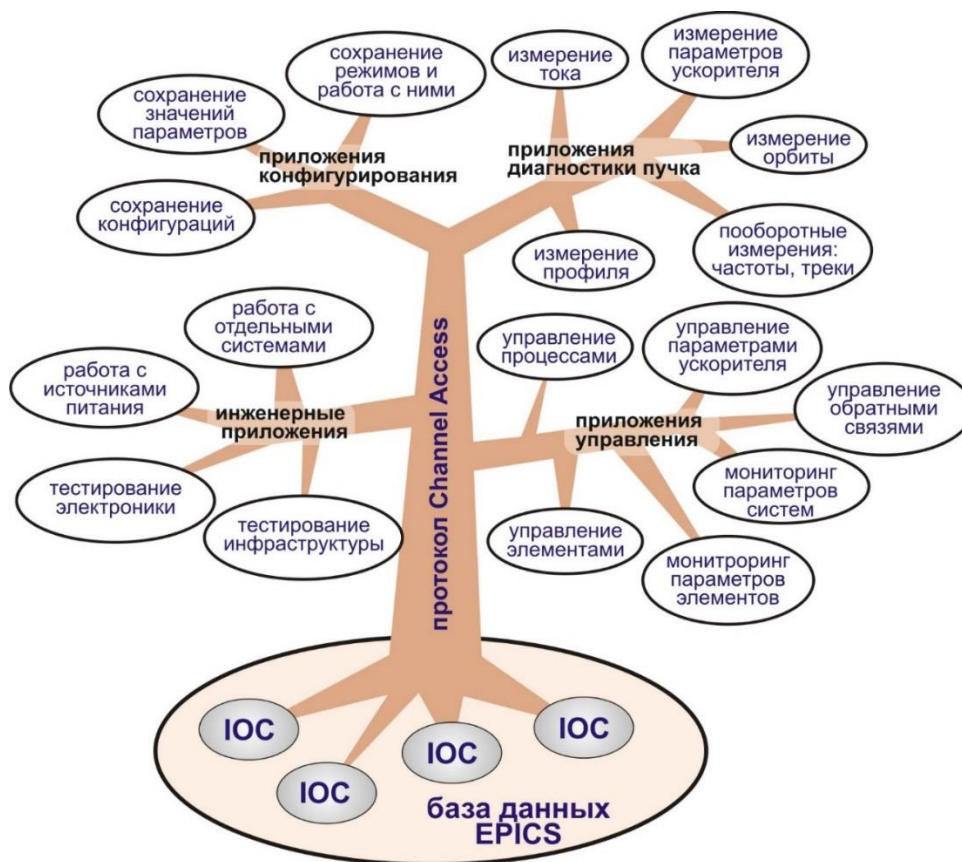 сохранение
режимов и
работа с ними
сохранение
значений
параметров
сохранение
конфигураций
приложения
конфигурирования
измерение
тока
измерение
параметров
ускорителя
измерение
орбиты
приложения
диагностики пучка
пооборотные
измерения:
частоты, треки
измерение
профиля
работа с
отдельными
системами
работа с
источниками
питания
инженерные
приложения
тестирование
электроники
тестирование
инфраструктуры
протокол Channel Access
управление
процессами
управление
параметрами
ускорителя
управление
обратными
связями
приложения
управления
мониторинг
параметров
систем
управление
элементами
монитроринг
параметров
элементов
IOC
IOC
IOC
IOC
база данных
EPICS